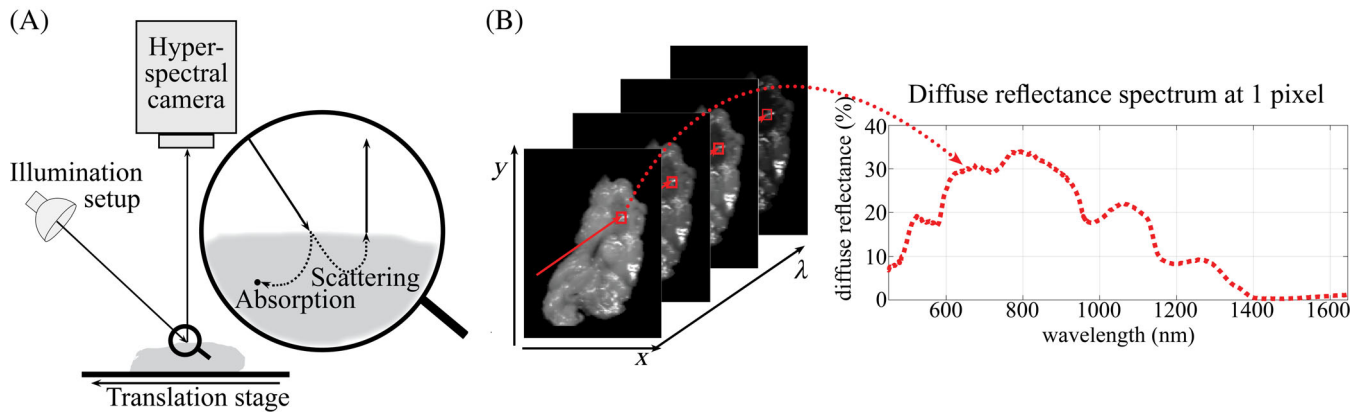 (A)
Hyper-
spectral
camera
Illumination
setup
Scattering
Absorption
Translation stage
(B)
y
x
λ
Diffuse reflectance spectrum at 1 pixel
diffuse reflectance (%)
40
30
20
10
0
600
800
1000
1200
1400
1600
wavelength (nm)